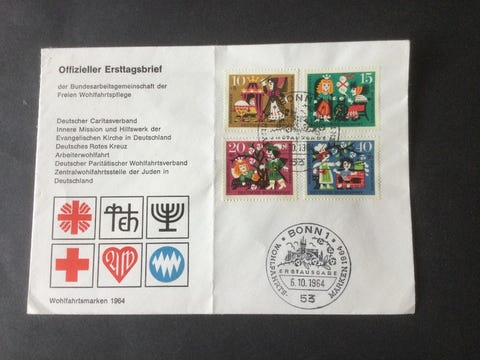 Offizieller Ersttagsbrief
der Bundesarbeitsgemeinschaft der
Freien Wohlfahrtspflege
Deutscher Caritasverband
Innere Mission und Hilfswerk der
Evangelischen Kirche in Deutschland
Deutsches Rotes Kreuz
Arbeiterwohlfahrt
Deutscher Paritätischer Wohlfahrtsverband
Zentralwohlfahrtsstelle der Juden in
Deutschland
Wohlfahrtsmarken 1964
10
15
20
40
BONN
53
BONN 1
WOHLFAHRTS-MARKEN 1964
ERSTAUSGABE
6.10.1964
53